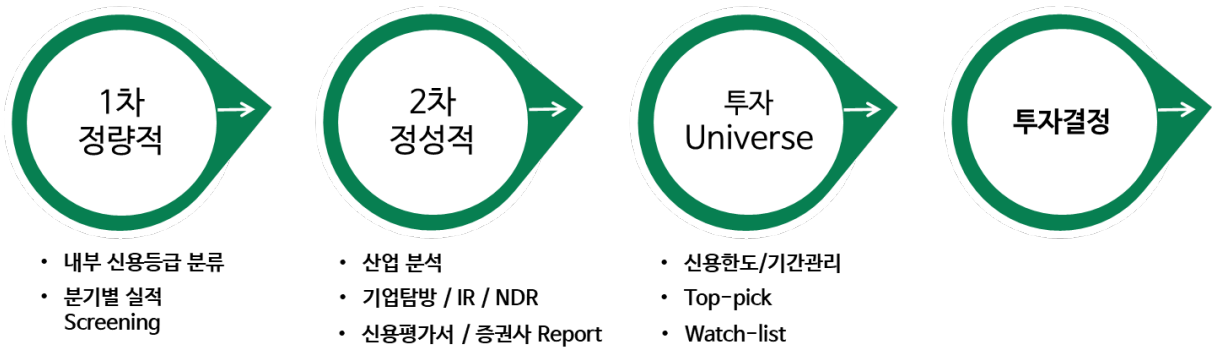 1차
정량적
• 내부 신용등급 분류
• 분기별 실적
Screening
2차
정성적
• 산업 분석
• 기업탐방 / IR / NDR
• 신용평가서 / 증권사 Report
투자
Universe
• 신용한도/기간관리
• Top-pick
• Watch-list
투자결정